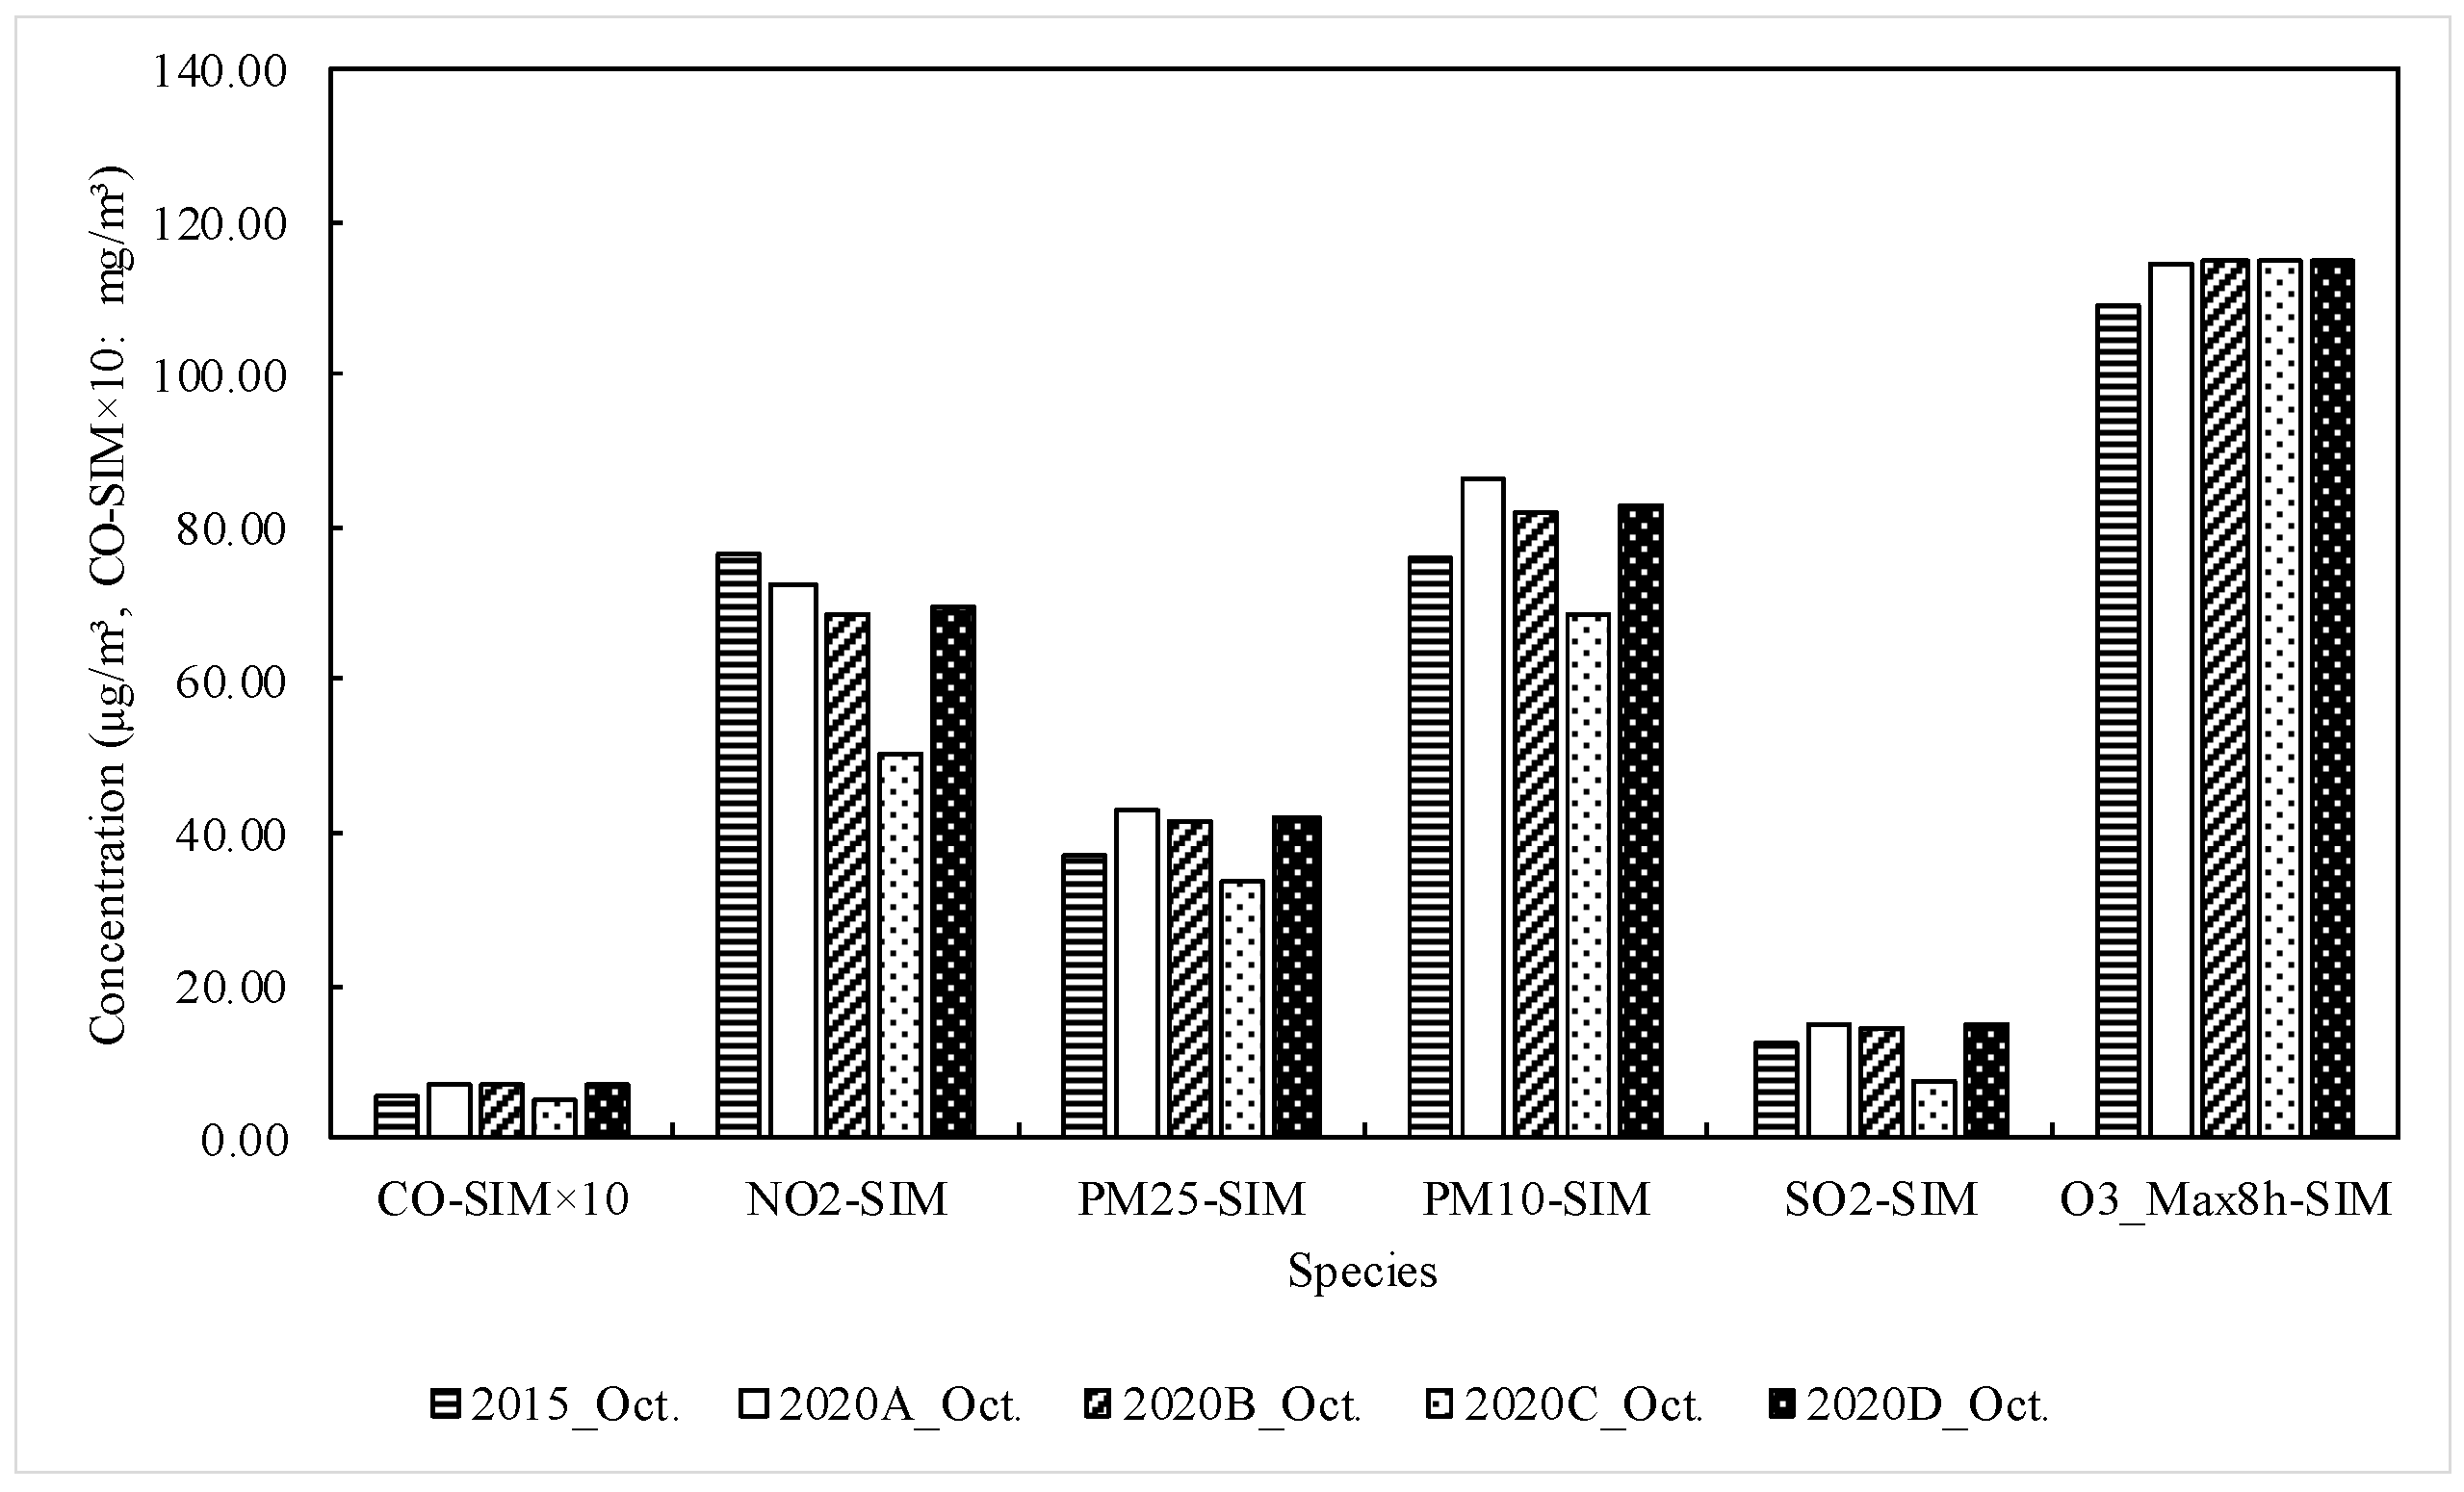 Concentration (μg/m³, CO-SIM×10: mg/m³)
140.00
120.00
100.00
80.00
60.00
40.00
20.00
0.00
CO-SIM×10 NO2-SIM PM25-SIM PM10-SIM SO2-SIM O3_Max8h-SIM
Species
2015_Oct. 2020A_Oct. 2020B_Oct. 2020C_Oct. 2020D_Oct.